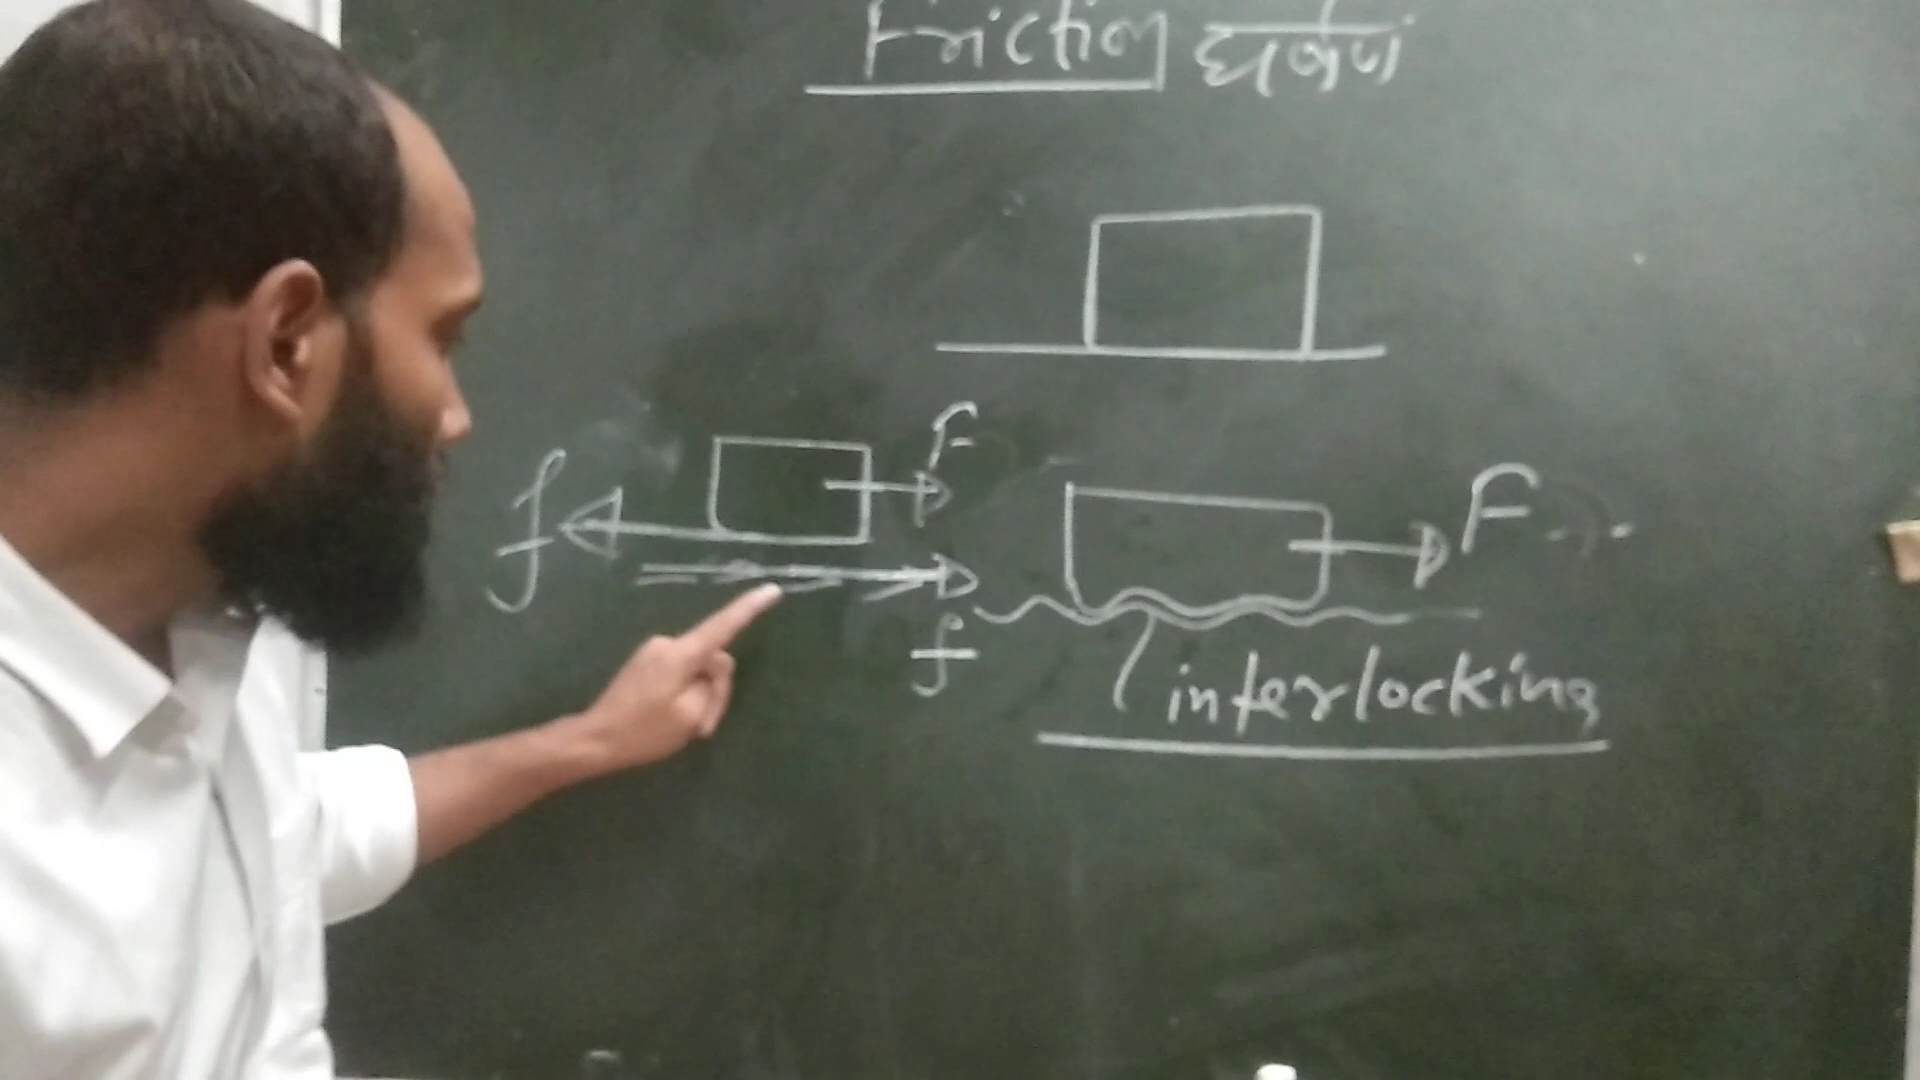 Friction घर्षण
F
f
F
f
interlocking